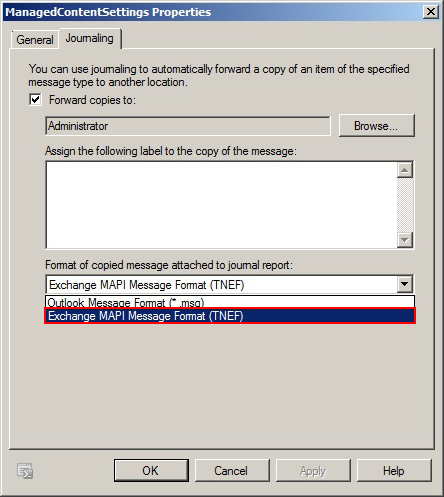 ManagedContentSettings Properties
General
Journaling
You can use journaling to automatically forward a copy of an item of the specified
message type to another location.
Forward copies to:
Administrator
Browse...
Assign the following label to the copy of the message:
Format of copied message attached to journal report:
Exchange MAPI Message Format (TNEF)
Outlook Message Format (* .msg)
Exchange MAPI Message Format (TNEF)
OK
Cancel
Apply
Help